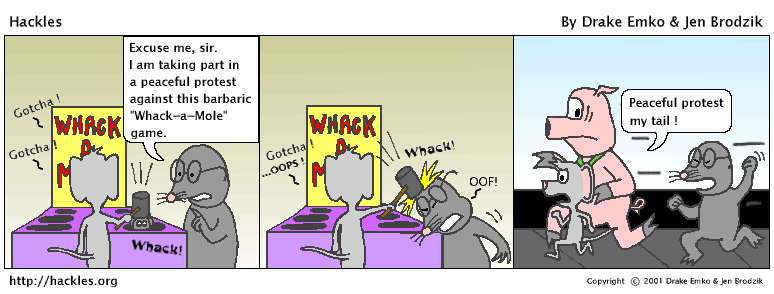 Hackles
By Drake Emko & Jen Brodzik
Excuse me, sir.
I am taking part in
a peaceful protest
against this barbaric
"Whack-a-Mole"
game.
Gotcha !
Gotcha !
WHACK
A
M
Whack!
Gotcha !
...OOPS !
WHACK
A
M
Whack!
OOF!
Peaceful protest
my tail !
http://hackles.org
Copyright © 2001 Drake Emko & Jen Brodzik